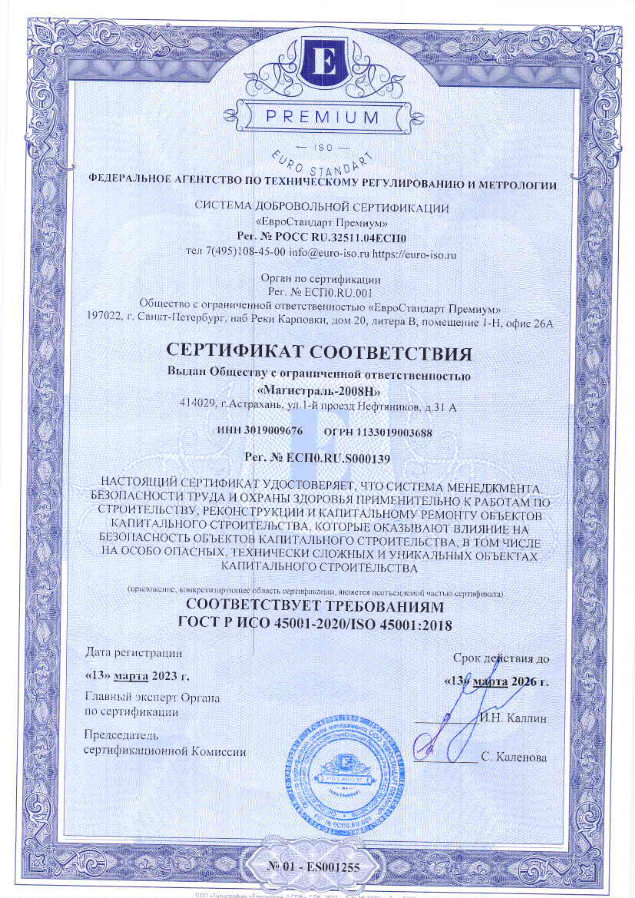 E
PREMIUM
ISO
EURO STANDART
ФЕДЕРАЛЬНОЕ АГЕНТСТВО ПО ТЕХНИЧЕСКОМУ РЕГУЛИРОВАНИЮ И МЕТРОЛОГИИ
СИСТЕМА ДОБРОВОЛЬНОЙ СЕРТИФИКАЦИИ
«ЕвроСтандарт Премиум»
Рег. № РОСС RU.32511.04ЕСП0
тел 7(495)108-45-00 info@euro-iso.ru https://euro-iso.ru
Орган по сертификации
Рег. № ЕСП0.RU.001
Общество с ограниченной ответственностью «ЕвроСтандарт Премиум»
197022, г. Санкт-Петербург, наб Реки Карповки, дом 20, литера В, помещение 1-Н, офис 26А
СЕРТИФИКАТ СООТВЕТСТВИЯ
Выдан Обществу с ограниченной ответственностью
«Магистраль-2008Н»
414029, г.Астрахань, ул.1-й проезд Нефтяников, д.31 А
ИНН 3019009676 ОГРН 1133019003688
Рег. № ЕСП0.RU.S000139
НАСТОЯЩИЙ СЕРТИФИКАТ УДОСТОВЕРЯЕТ, ЧТО СИСТЕМА МЕНЕДЖМЕНТА
БЕЗОПАСНОСТИ ТРУДА И ОХРАНЫ ЗДОРОВЬЯ ПРИМЕНИТЕЛЬНО К РАБОТАМ ПО
СТРОИТЕЛЬСТВУ, РЕКОНСТРУКЦИИ И КАПИТАЛЬНОМУ РЕМОНТУ ОБЪЕКТОВ
КАПИТАЛЬНОГО СТРОИТЕЛЬСТВА, КОТОРЫЕ ОКАЗЫВАЮТ ВЛИЯНИЕ НА
БЕЗОПАСНОСТЬ ОБЪЕКТОВ КАПИТАЛЬНОГО СТРОИТЕЛЬСТВА, В ТОМ ЧИСЛЕ
НА ОСОБО ОПАСНЫХ, ТЕХНИЧЕСКИ СЛОЖНЫХ И УНИКАЛЬНЫХ ОБЪЕКТАХ
КАПИТАЛЬНОГО СТРОИТЕЛЬСТВА
(приложение, конкретизирующее область сертификации, является неотъемлемой частью сертификата)
СООТВЕТСТВУЕТ ТРЕБОВАНИЯМ
ГОСТ Р ИСО 45001-2020/ISO 45001:2018
Дата регистрации
Срок действия до
«13» марта 2023 г.
«13» марта 2026 г.
Главный эксперт Органа
по сертификации
И.Н. Каллин
Председатель
сертификационной Комиссии
С. Каленова
№ 01 - ES001255